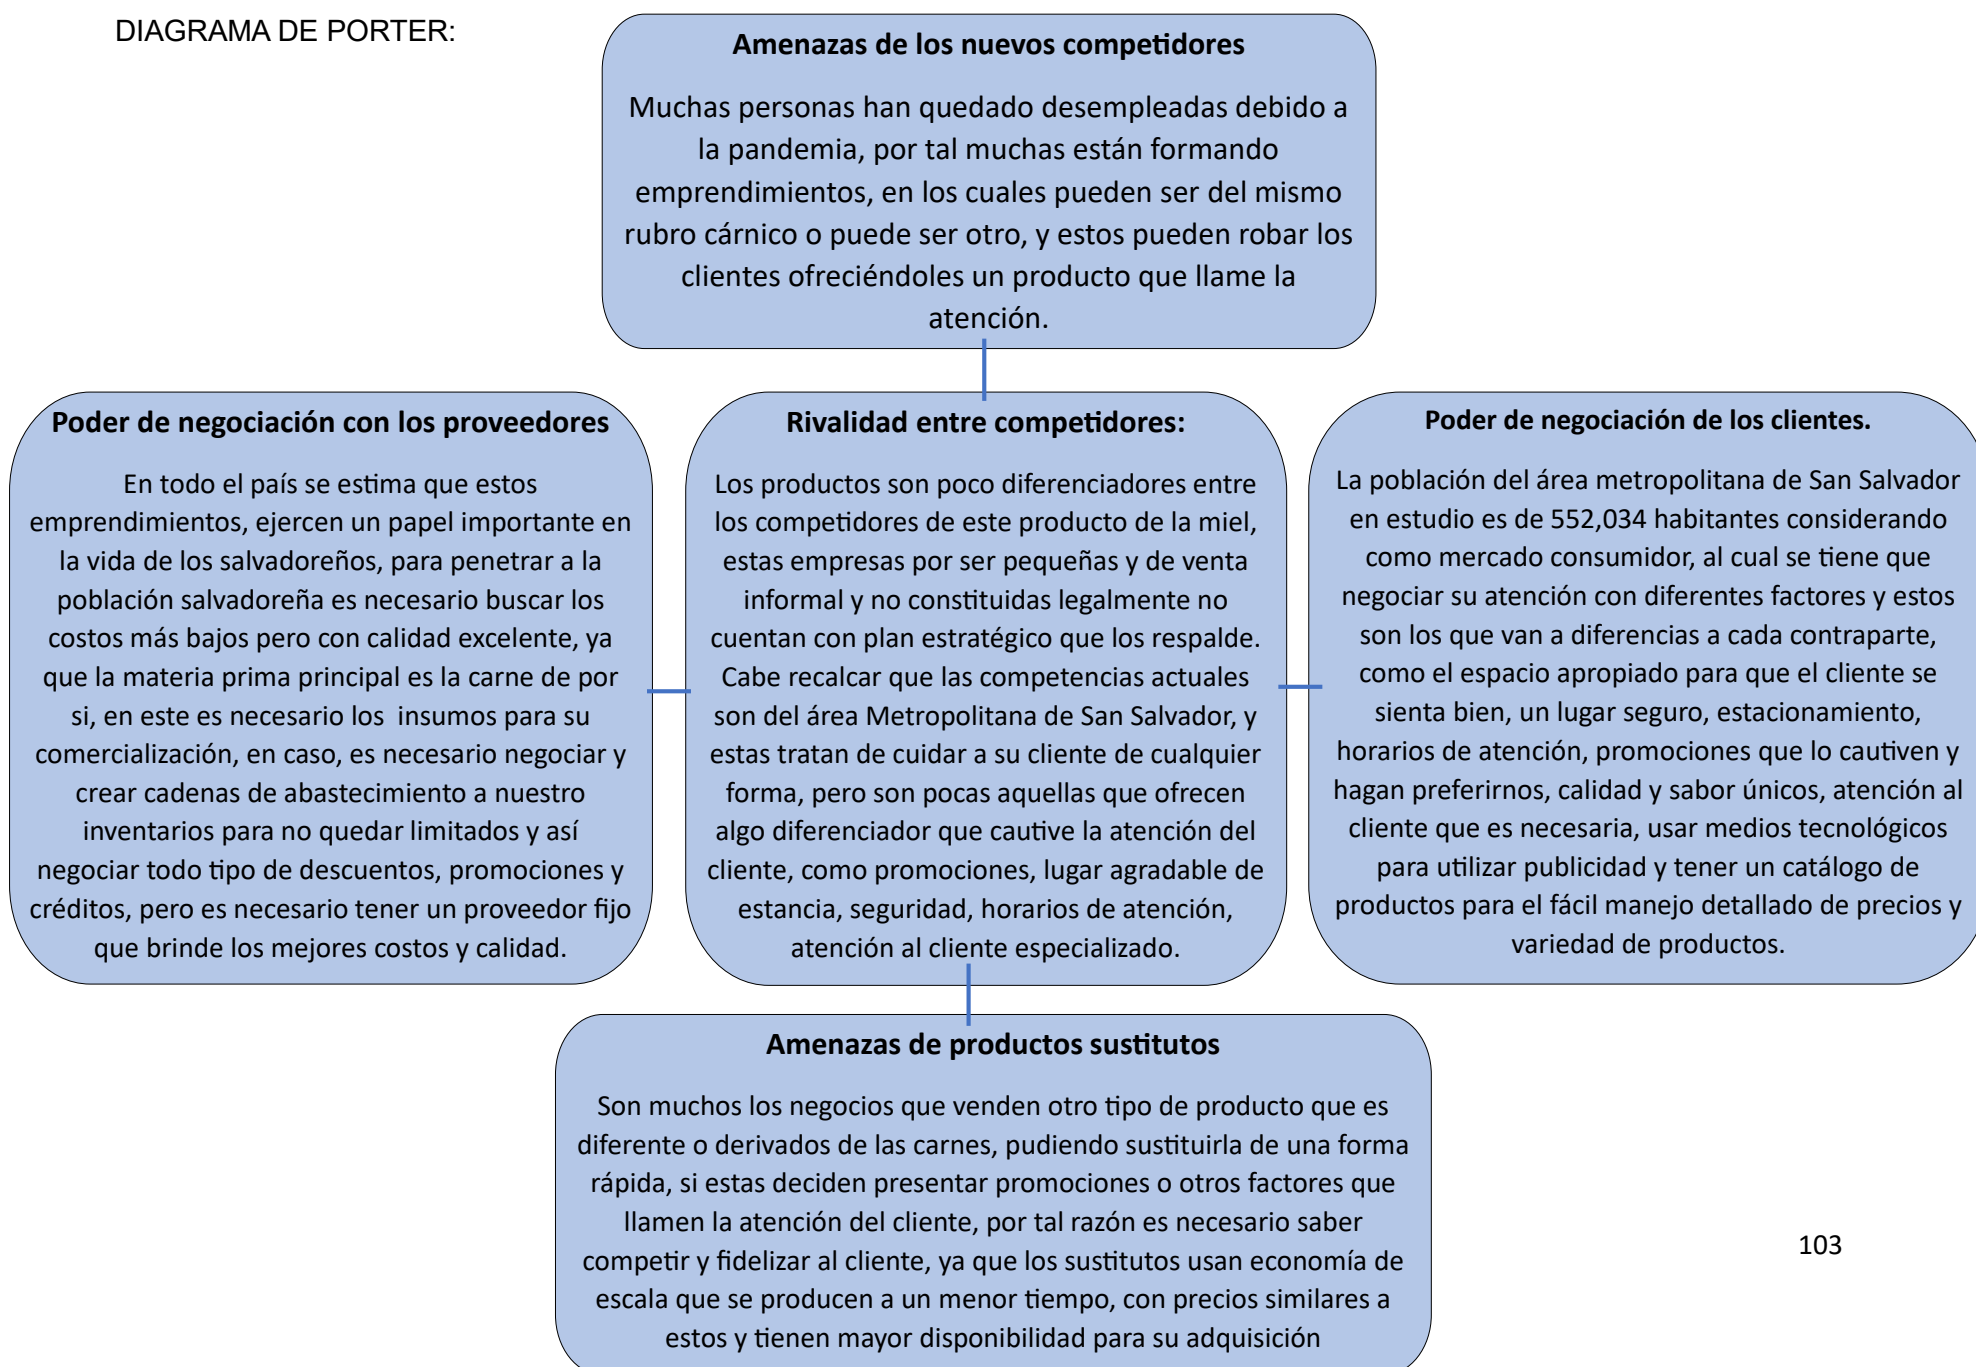 DIAGRAMA DE PORTER:
Amenazas de los nuevos competidores
Muchas personas han quedado desempleadas debido a
la pandemia, por tal muchas están formando
emprendimientos, en los cuales pueden ser del mismo
rubro cárnico o puede ser otro, y estos pueden robar los
clientes ofreciéndoles un producto que llame la
atención.
Poder de negociación con los proveedores
En todo el país se estima que estos
emprendimientos, ejercen un papel importante en
la vida de los salvadoreños, para penetrar a la
población salvadoreña es necesario buscar los
costos más bajos pero con calidad excelente, ya
que la materia prima principal es la carne de por
si, en este es necesario los  insumos para su
comercialización, en caso, es necesario negociar y
crear cadenas de abastecimiento a nuestro
inventarios para no quedar limitados y así
negociar todo tipo de descuentos, promociones y
créditos, pero es necesario tener un proveedor fijo
que brinde los mejores costos y calidad.
Rivalidad entre competidores:
Los productos son poco diferenciadores entre
los competidores de este producto de la miel,
estas empresas por ser pequeñas y de venta
informal y no constituidas legalmente no
cuentan con plan estratégico que los respalde.
Cabe recalcar que las competencias actuales
son del área Metropolitana de San Salvador, y
estas tratan de cuidar a su cliente de cualquier
forma, pero son pocas aquellas que ofrecen
algo diferenciador que cautive la atención del
cliente, como promociones, lugar agradable de
estancia, seguridad, horarios de atención,
atención al cliente especializado.
Poder de negociación de los clientes.
La población del área metropolitana de San Salvador
en estudio es de 552,034 habitantes considerando
como mercado consumidor, al cual se tiene que
negociar su atención con diferentes factores y estos
son los que van a diferencias a cada contraparte,
como el espacio apropiado para que el cliente se
sienta bien, un lugar seguro, estacionamiento,
horarios de atención, promociones que lo cautiven y
hagan preferirnos, calidad y sabor únicos, atención al
cliente que es necesaria, usar medios tecnológicos
para utilizar publicidad y tener un catálogo de
productos para el fácil manejo detallado de precios y
variedad de productos.
Amenazas de productos sustitutos
Son muchos los negocios que venden otro tipo de producto que es
diferente o derivados de las carnes, pudiendo sustituirla de una forma
rápida, si estas deciden presentar promociones o otros factores que
llamen la atención del cliente, por tal razón es necesario saber
competir y fidelizar al cliente, ya que los sustitutos usan economía de
escala que se producen a un menor tiempo, con precios similares a
estos y tienen mayor disponibilidad para su adquisición
103